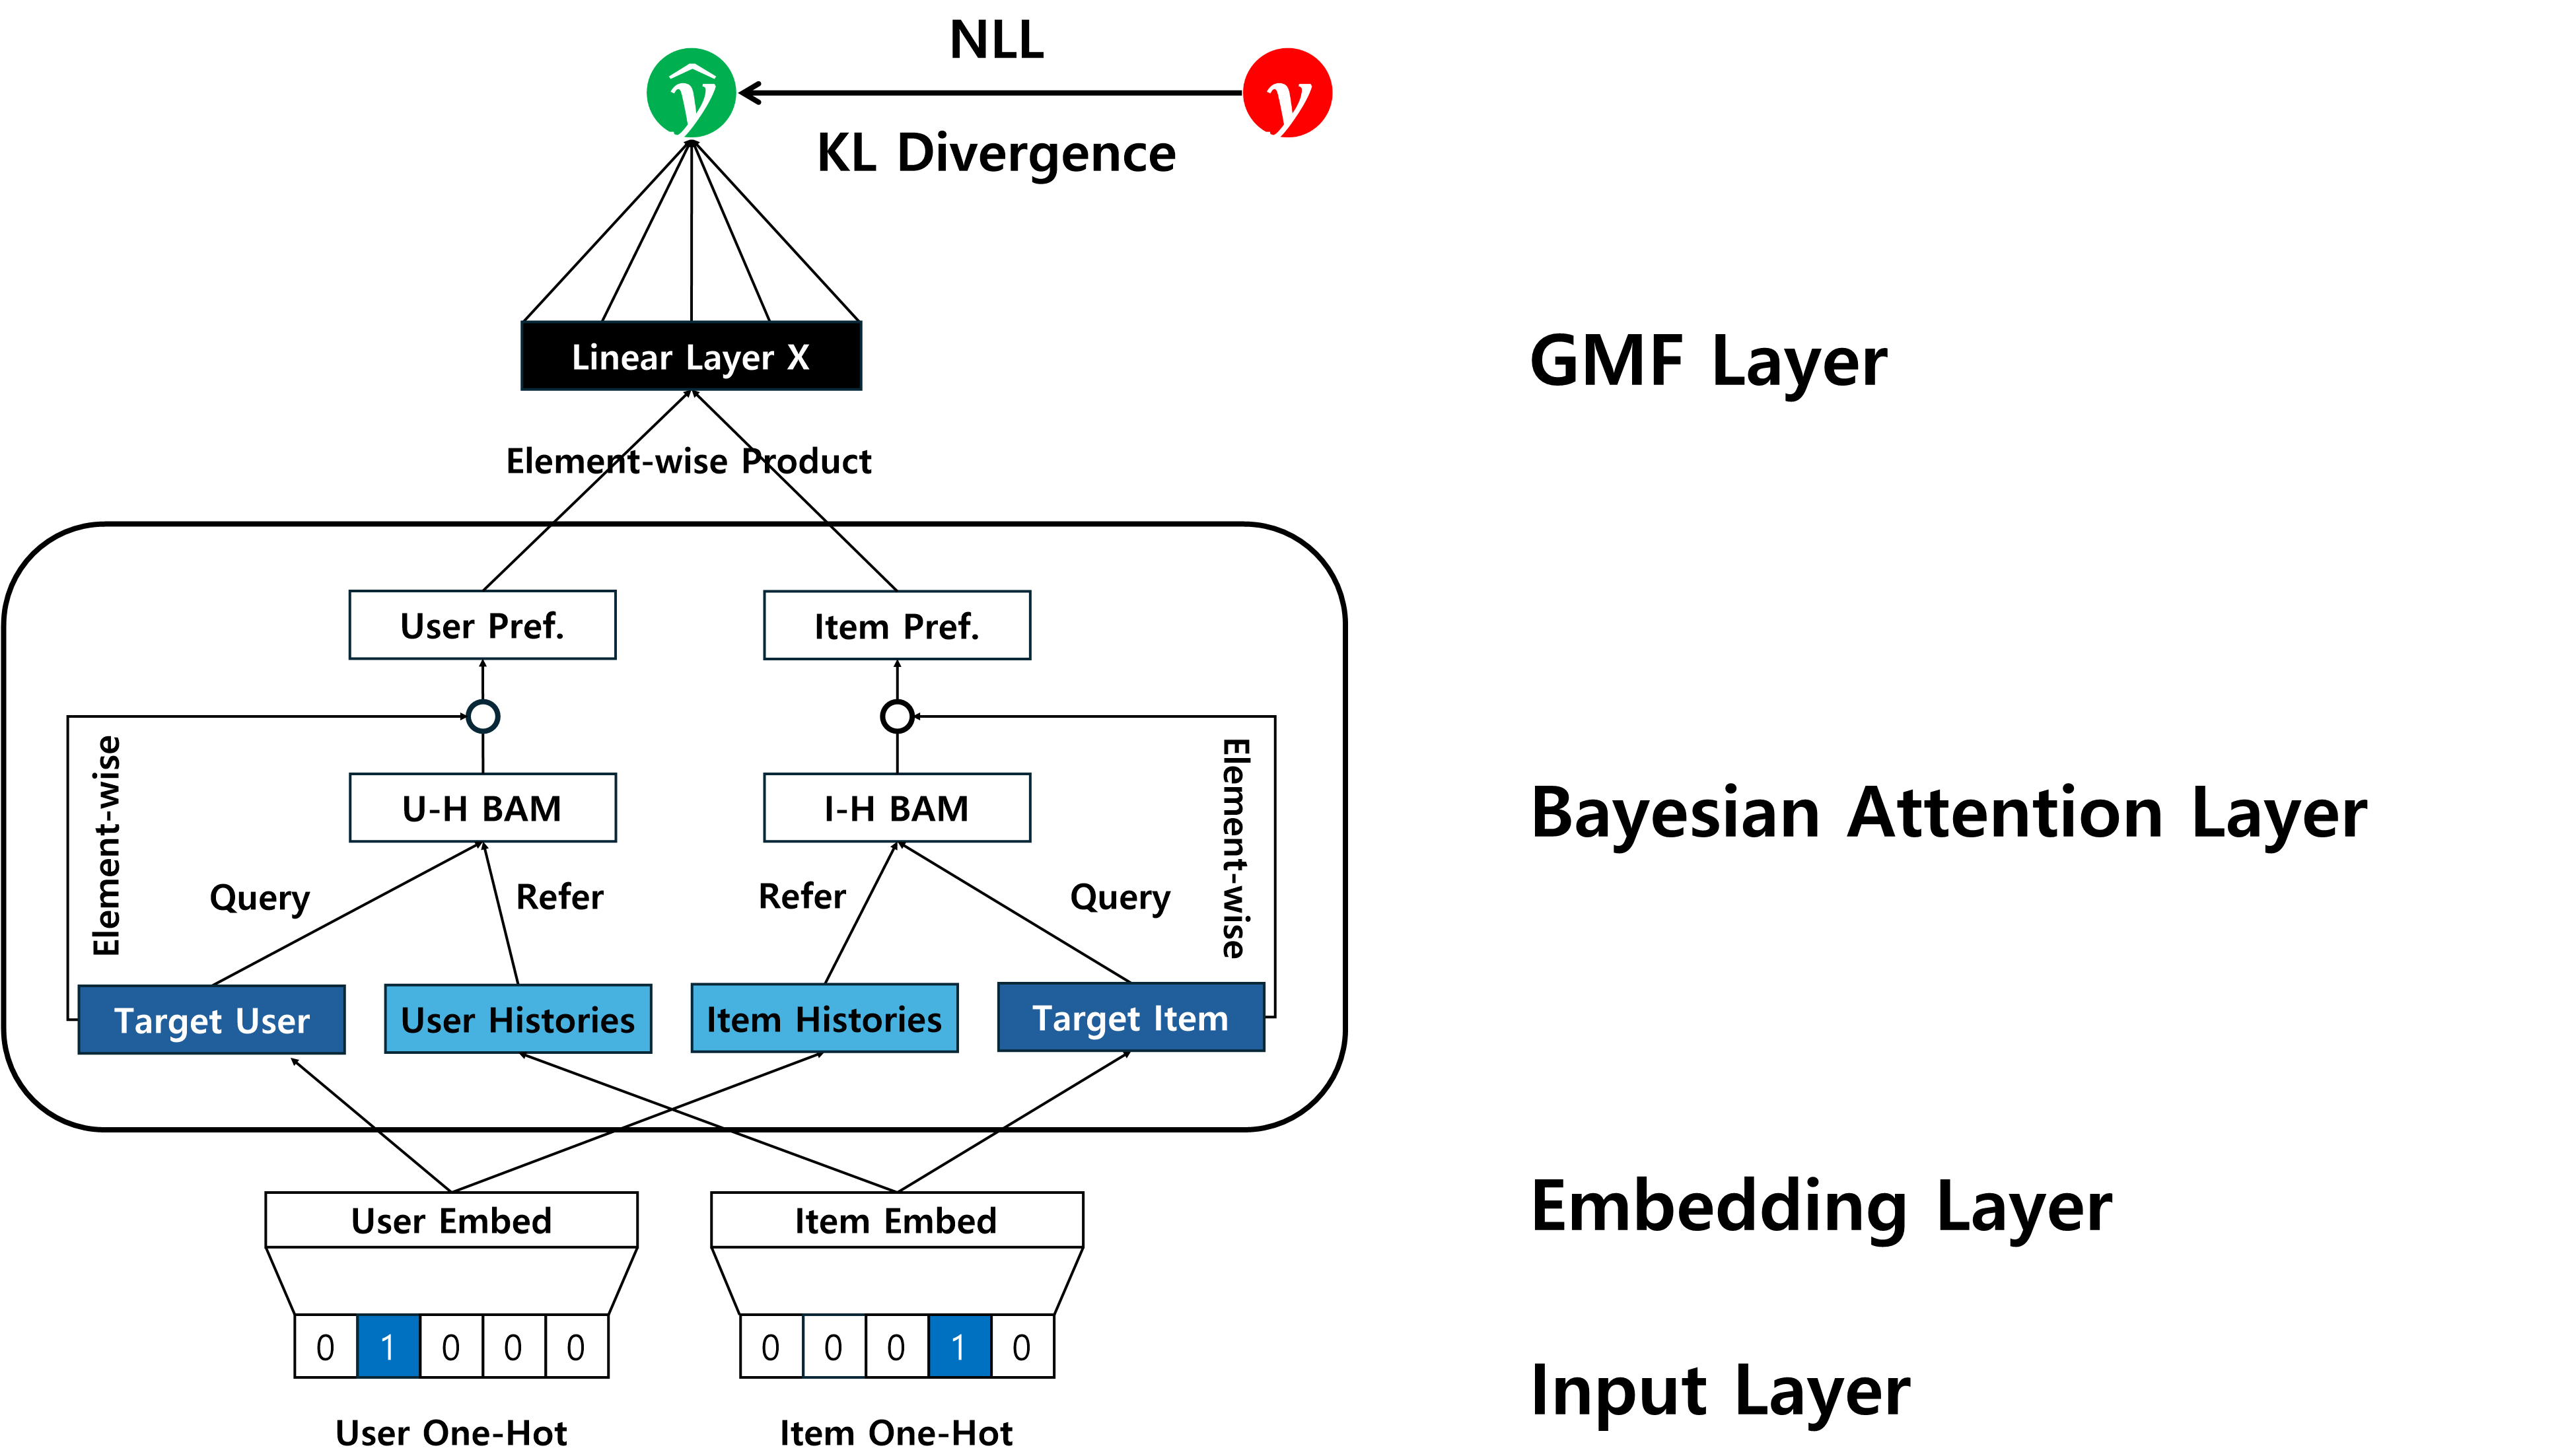 NLL
ŷ
y
KL Divergence
Linear Layer X
GMF Layer
Element-wise Product
User Pref.
Item Pref.
Element-wise
Element-wise
U-H BAM
I-H BAM
Bayesian Attention Layer
Query
Refer
Refer
Query
Target User
User Histories
Item Histories
Target Item
User Embed
Item Embed
Embedding Layer
0 1 0 0 0
0 0 0 1 0
Input Layer
User One-Hot
Item One-Hot